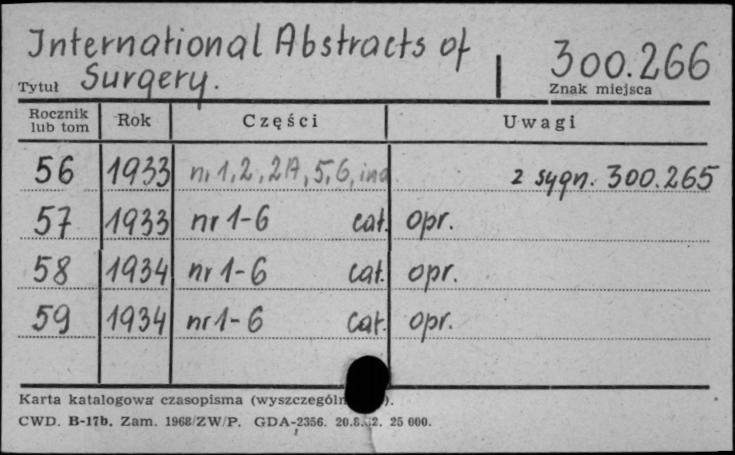 International Abstracts of
Tytuł Surgery.
300.266
Znak miejsca
Rocznik lub tom Rok Części Uwagi
56 1933 nr 1,2,2A,5,6, z sygn. 300.265
57 1933 nr 1-6 cał. opr.
58 1934 nr 1-6 cał. opr.
59 1934 nr 1-6 cał. opr.
Karta katalogowa czasopisma
CWD. B-17b. Zam. 1968/ZW/P. GDA-2356. 25 000.